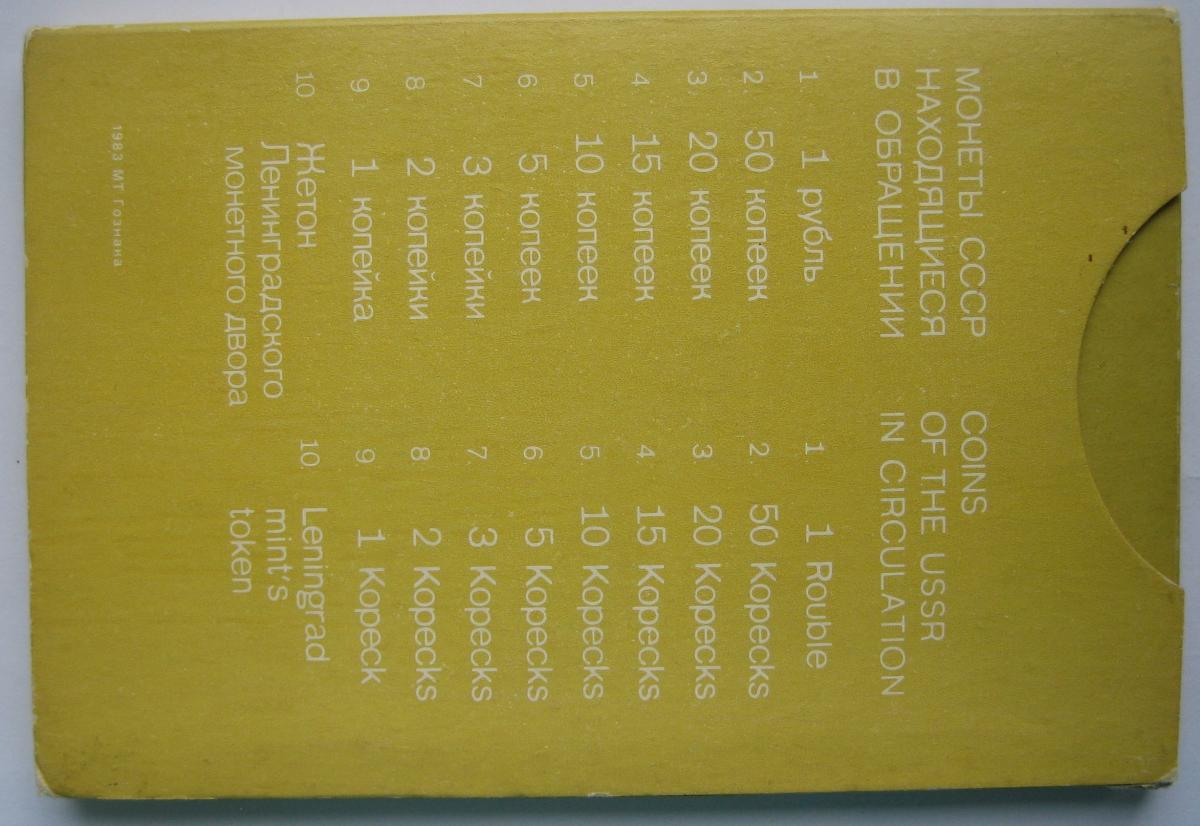 МОНЕТЫ СССР
НАХОДЯЩИЕСЯ
В ОБРАЩЕНИИ
1 1 рубль
2. 50 копеек
3. 20 копеек
4 15 копеек
5. 10 копеек
6. 5 копеек
7 3 копейки
8. 2 копейки
9. 1 копейка
10 Жетон
Ленинградского
монетного двора
COINS
OF THE USSR
IN CIRCULATION
1 1 Rouble
2. 50 Kopecks
3. 20 Kopecks
4. 15 Kopecks
5. 10 Kopecks
6. 5 Kopecks
7. 3 Kopecks
8. 2 Kopecks
9. 1 Kopeck
10. Leningrad
mint's
token
1983 МТ Гознака